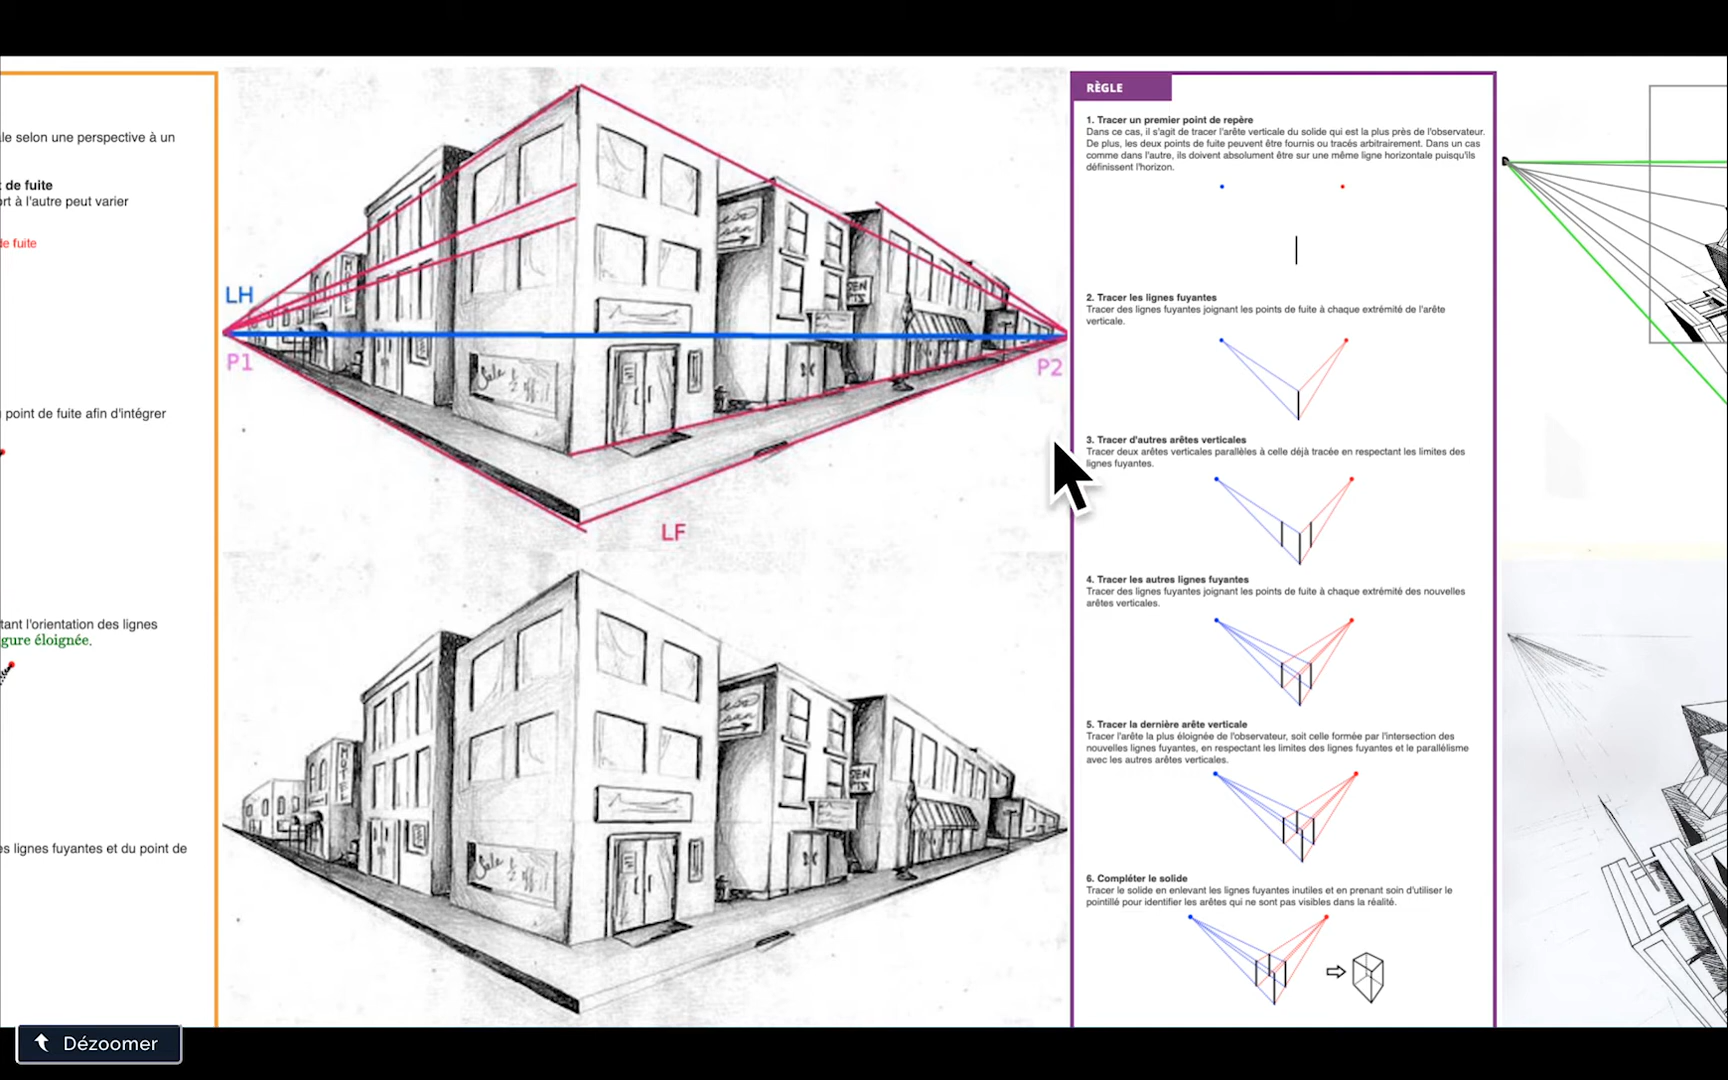 le selon une perspective à un
de fuite
ort à l'autre peut varier
de fuite
point de fuite afin d'intégrer
tant l'orientation des lignes
gure éloignée.
es lignes fuyantes et du point de
LH
P1
P2
LF
MOTEL
Sale
MOTEL
Sale
RÈGLE
1. Tracer un premier point de repère
Dans ce cas, il s'agit de tracer l'arête verticale du solide qui est la plus près de l'observateur.
De plus, les deux points de fuite peuvent être fournis ou tracés arbitrairement. Dans un cas
comme dans l'autre, ils doivent absolument être sur une même ligne horizontale puisqu'ils
définissent l'horizon.
2. Tracer les lignes fuyantes
Tracer des lignes fuyantes joignant les points de fuite à chaque extrémité de l'arête
verticale.
3. Tracer d'autres arêtes verticales
Tracer deux arêtes verticales parallèles à celle déjà tracée en respectant les limites des
lignes fuyantes.
4. Tracer les autres lignes fuyantes
Tracer des lignes fuyantes joignant les points de fuite à chaque extrémité des nouvelles
arêtes verticales.
5. Tracer la dernière arête verticale
Tracer l'arête la plus éloignée de l'observateur, soit celle formée par l'intersection des
nouvelles lignes fuyantes, en respectant les limites des lignes fuyantes et le parallélisme
avec les autres arêtes verticales.
6. Compléter le solide
Tracer le solide en enlevant les lignes fuyantes inutiles et en prenant soin d'utiliser le
pointillé pour identifier les arêtes qui ne sont pas visibles dans la réalité.
Dézoomer